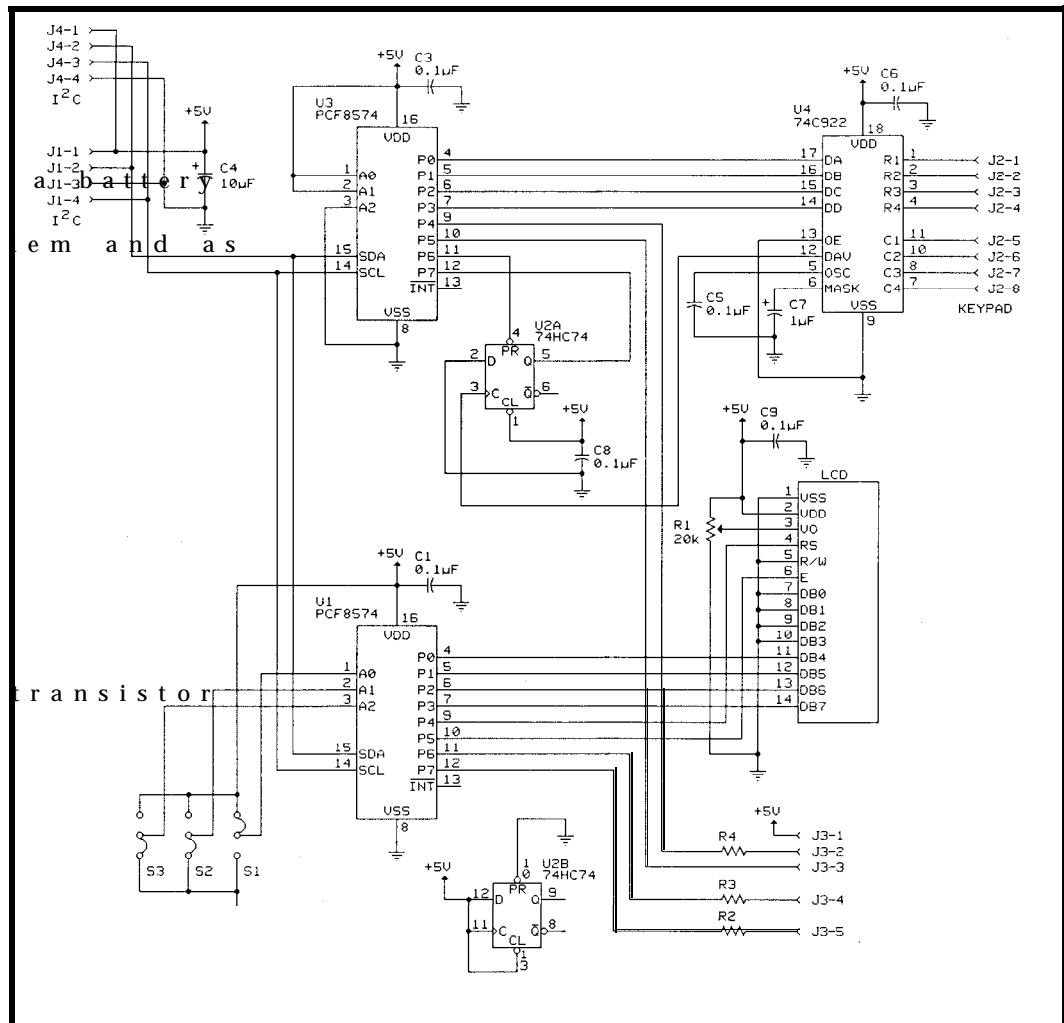 J4-1
J4-2
J4-3
J4-4
I²C
+5V
J1-1
J1-2
a J1-3 battery
J1-4
I²C
em and as
C4
10µF
+5V
C3
0.1µF
U3
PCF8574
16
VDD
1 A0
2 A1
3 A2
15 SDA
14 SCL
P0 4
P1 5
P2 6
P3 7
P4 9
P5 10
P6 11
P7 12
INT 13
VSS
8
+5V
C6
0.1µF
U4
74C922
18
VDD
17 DA
16 DB
15 DC
14 DD
13 OE
12 DAV
5 OSC
6 MASK
R1 1
R2 2
R3 3
R4 4
C1 11
C2 10
C3 8
C4 7
VSS
9
J2-1
J2-2
J2-3
J2-4
J2-5
J2-6
J2-7
J2-8
KEYPAD
C5
0.1µF
C7
1µF
U2A
74HC74
4
PR
2 D
3 C
Q 5
Q 6
CL
1
+5V
C8
0.1µF
+5V
C9
0.1µF
LCD
R1
20k
1 VSS
2 VDD
3 VO
4 RS
5 R/W
6 E
7 DB0
8 DB1
9 DB2
10 DB3
11 DB4
12 DB5
13 DB6
14 DB7
+5V
C1
0.1µF
U1
PCF8574
16
VDD
1 A0
2 A1
3 A2
15 SDA
14 SCL
P0 4
P1 5
P2 6
P3 7
P4 9
P5 10
P6 11
P7 12
INT 13
VSS
8
transistor
S3
S2
S1
+5V
U2B
74HC74
10
PR
12 D
11 C
Q 9
Q 8
CL
13
+5V
R4
R3
R2
J3-1
J3-2
J3-3
J3-4
J3-5